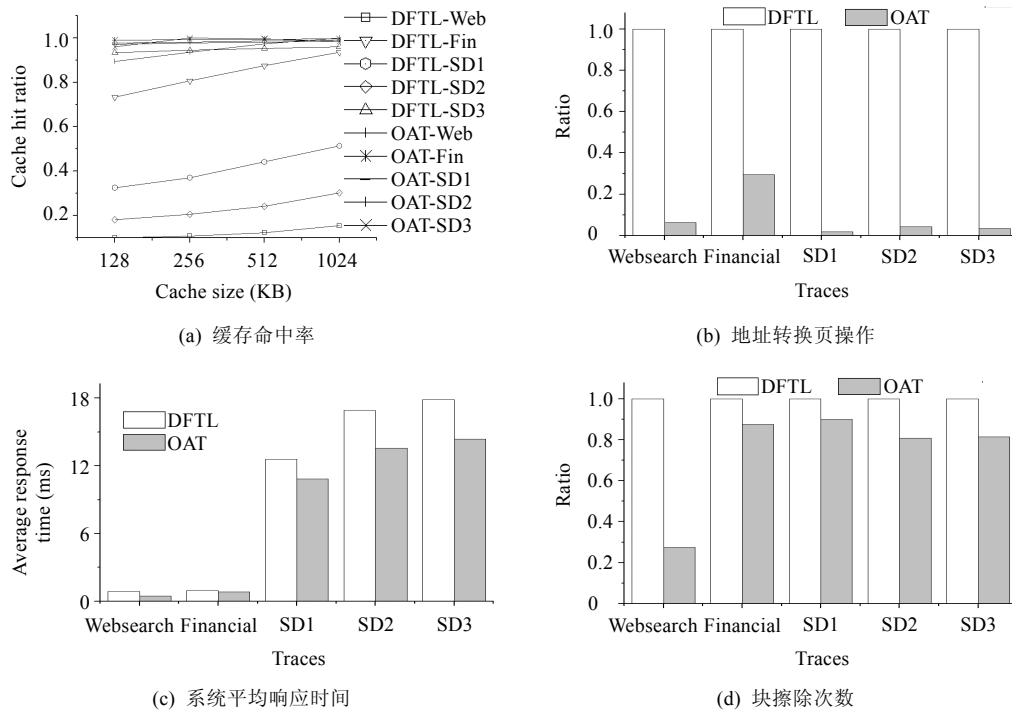 DFTL-Web
DFTL-Fin
DFTL-SD1
DFTL-SD2
DFTL-SD3
OAT-Web
OAT-Fin
OAT-SD1
OAT-SD2
OAT-SD3
1.0
0.8
0.6
0.4
0.2
Cache hit ratio
128 256 512 1024
Cache size (KB)
(a) 缓存命中率
DFTL OAT
1.0
0.8
0.6
0.4
0.2
0
Ratio
Websearch Financial SD1 SD2 SD3
Traces
(b) 地址转换页操作
18
12
6
0
Average response
time (ms)
DFTL
OAT
Websearch Financial SD1 SD2 SD3
Traces
(c) 系统平均响应时间
DFTL OAT
1.0
0.8
0.6
0.4
0.2
0
Ratio
Websearch Financial SD1 SD2 SD3
Traces
(d) 块擦除次数